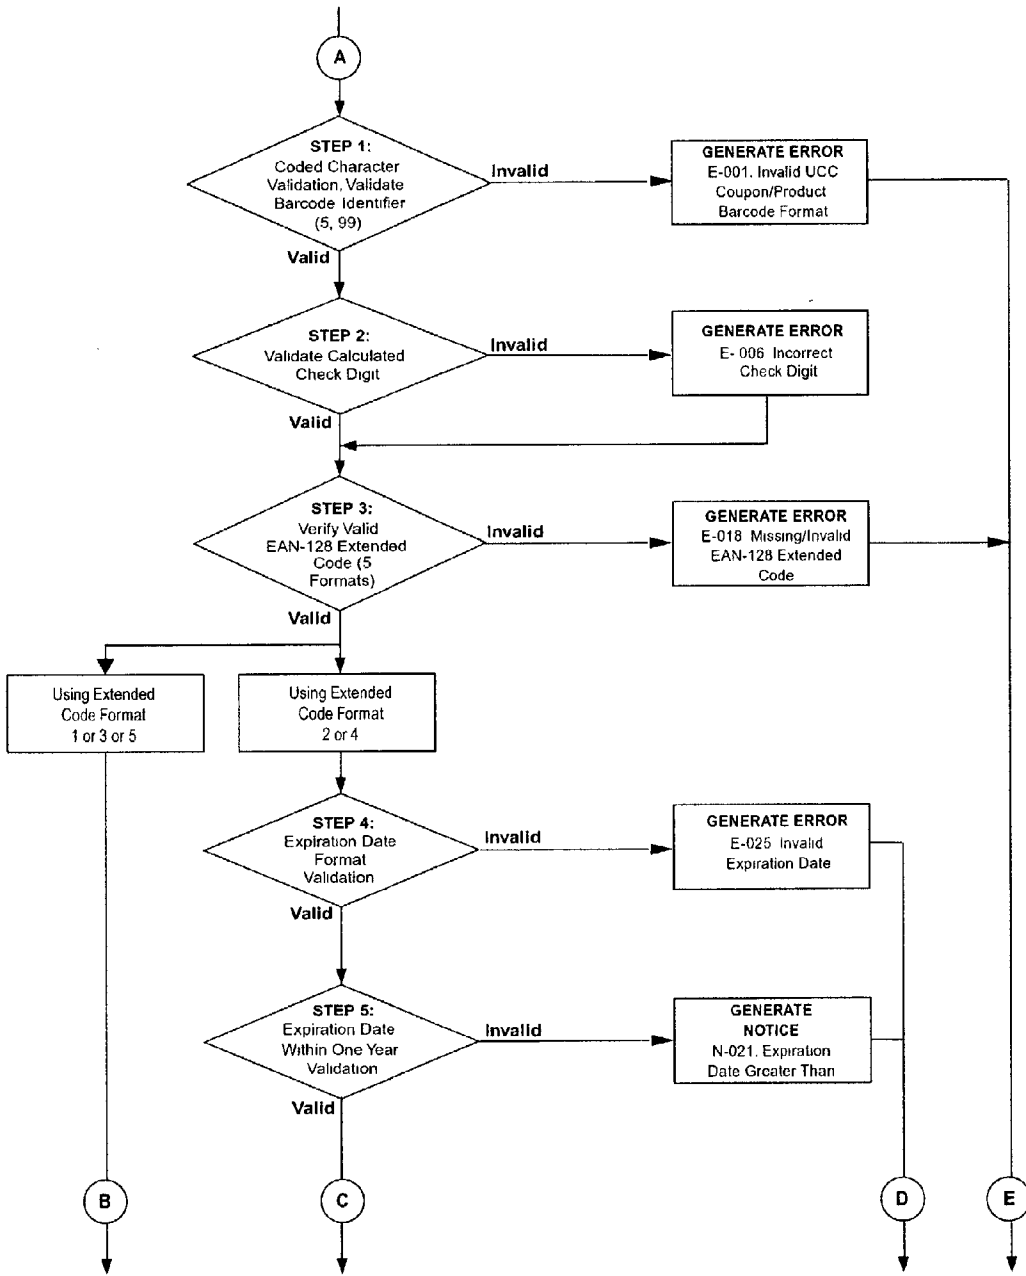 A
STEP 1:
Coded Character
Validation, Validate
Barcode Identifier
(5, 99)
Invalid
GENERATE ERROR
E-001. Invalid UCC
Coupon/Product
Barcode Format
Valid
STEP 2:
Validate Calculated
Check Digit
Invalid
GENERATE ERROR
E- 006 Incorrect
Check Digit
Valid
STEP 3:
Verify Valid
EAN-128 Extended
Code (5
Formats)
Invalid
GENERATE ERROR
E-018 Missing/Invalid
EAN-128 Extended
Code
Valid
Using Extended
Code Format
1 or 3 or 5
Using Extended
Code Format
2 or 4
STEP 4:
Expiration Date
Format
Validation
Invalid
GENERATE ERROR
E-025 Invalid
Expiration Date
Valid
STEP 5:
Expiration Date
Within One Year
Validation
Invalid
GENERATE
NOTICE
N-021. Expiration
Date Greater Than
Valid
B
C
D
E